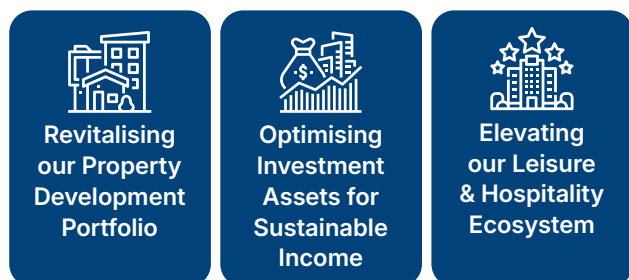 Revitalising
our Property
Development
Portfolio
$
Optimising
Investment
Assets for
Sustainable
Income
Elevating
our Leisure
& Hospitality
Ecosystem